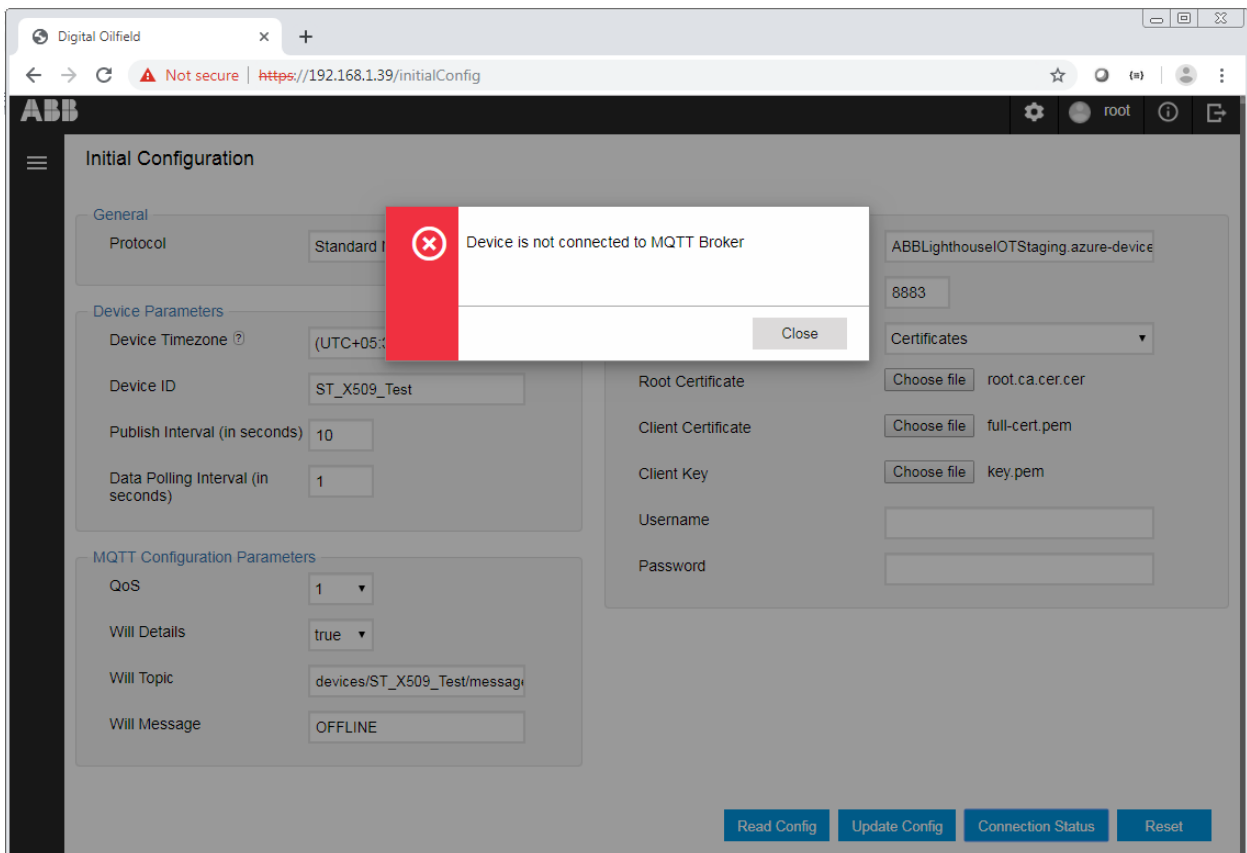 Digital Oilfield
Not secure https://192.168.1.39/initialConfig
ABB
root
Initial Configuration
General
Protocol
Standard
Device Parameters
Device Timezone ?
(UTC+05:
Device ID
ST_X509_Test
Publish Interval (in seconds)
10
Data Polling Interval (in
seconds)
1
MQTT Configuration Parameters
QoS
1
Will Details
true
Will Topic
devices/ST_X509_Test/message
Will Message
OFFLINE
Device is not connected to MQTT Broker
Close
ABBLighthouseIOTStaging.azure-device
8883
Certificates
Root Certificate
Choose file root.ca.cer.cer
Client Certificate
Choose file full-cert.pem
Client Key
Choose file key.pem
Username
Password
Read Config
Update Config
Connection Status
Reset